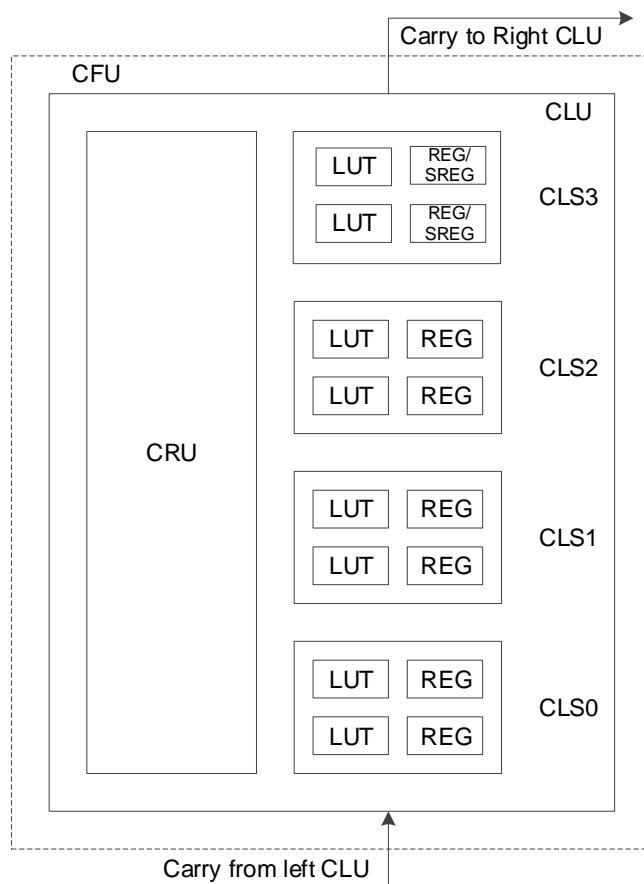 Carry to Right CLU
CFU
CLU
LUT REG/
SREG
LUT REG/
SREG
CLS3
LUT REG
LUT REG
CLS2
CRU
LUT REG
LUT REG
CLS1
LUT REG
LUT REG
CLS0
Carry from left CLU